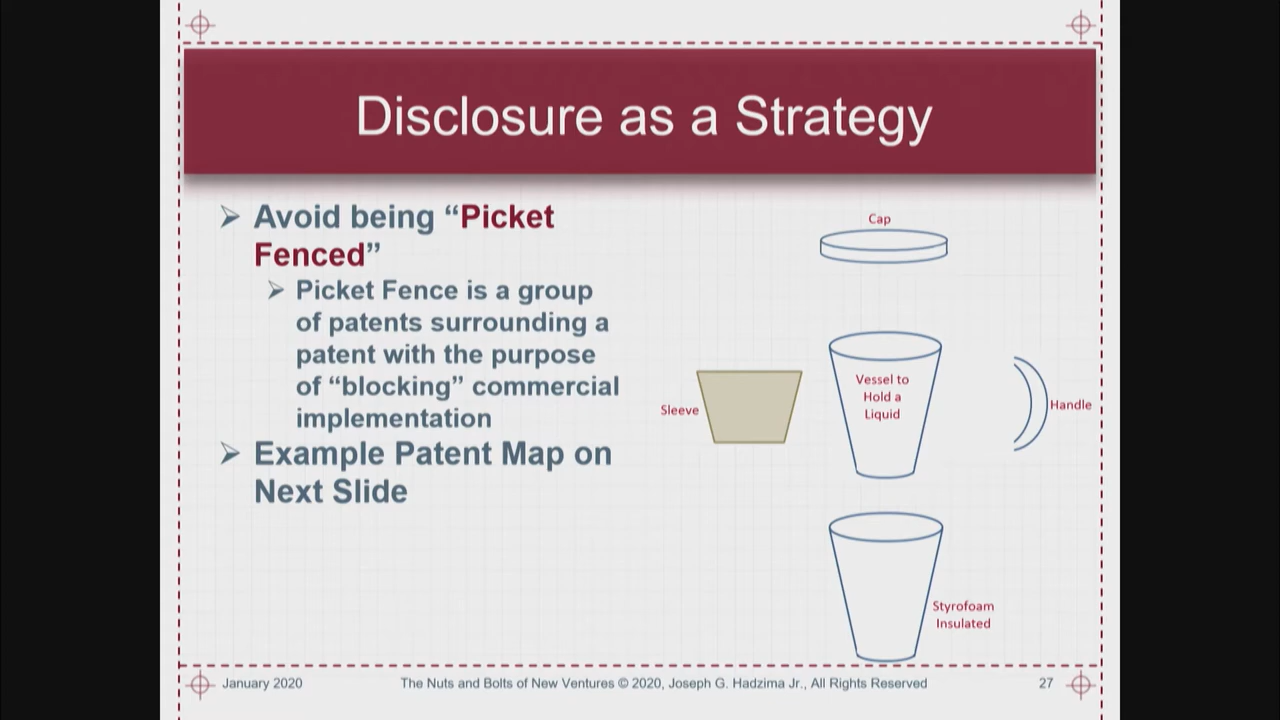 Disclosure as a Strategy
Avoid being “Picket
Fenced”
Picket Fence is a group
of patents surrounding a
patent with the purpose
of “blocking” commercial
implementation
Example Patent Map on
Next Slide
Cap
Sleeve
Vessel to
Hold a
Liquid
Handle
Styrofoam
Insulated
January 2020
The Nuts and Bolts of New Ventures © 2020, Joseph G. Hadzima Jr., All Rights Reserved
27